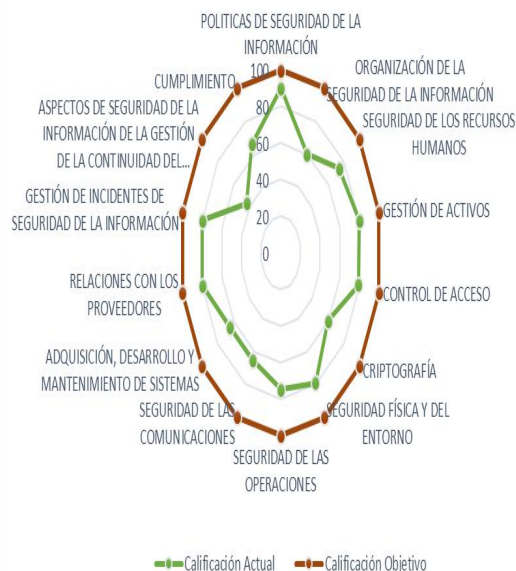 POLITICAS DE SEGURIDAD DE LA
INFORMACIÓN
ORGANIZACIÓN DE LA
SEGURIDAD DE LA INFORMACIÓN
SEGURIDAD DE LOS RECURSOS
HUMANOS
GESTIÓN DE ACTIVOS
CONTROL DE ACCESO
CRIPTOGRAFÍA
SEGURIDAD FÍSICA Y DEL
ENTORNO
SEGURIDAD DE LAS
OPERACIONES
SEGURIDAD DE LAS
COMUNICACIONES
ADQUISICIÓN, DESARROLLO Y
MANTENIMIENTO DE SISTEMAS
RELACIONES CON LOS
PROVEEDORES
GESTIÓN DE INCIDENTES DE
SEGURIDAD DE LA INFORMACIÓN
ASPECTOS DE SEGURIDAD DE LA
INFORMACIÓN DE LA GESTIÓN
DE LA CONTINUIDAD DEL...
CUMPLIMIENTO
100
80
60
40
20
0
Calificación Actual
Calificación Objetivo